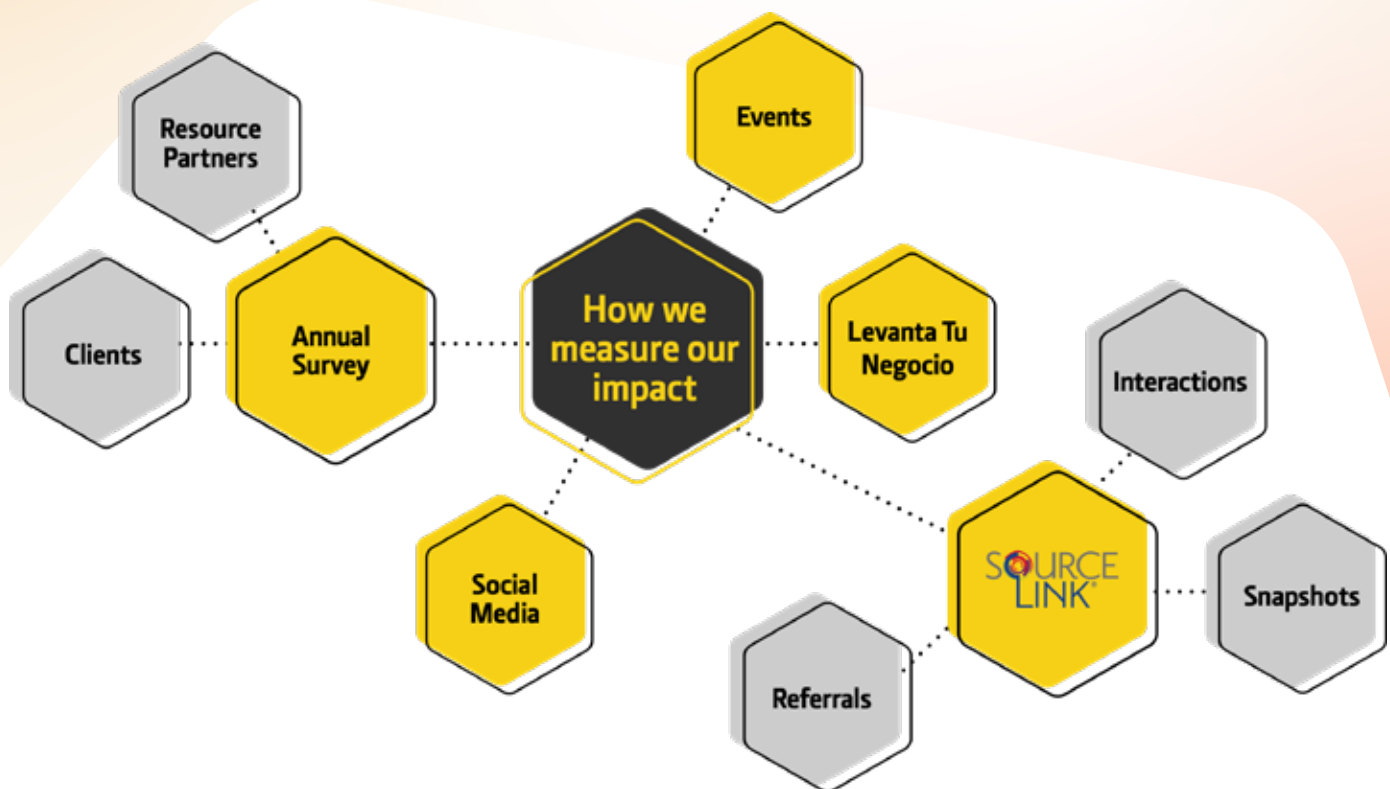 Events
Resource
Partners
How we
measure our
impact
Levanta Tu
Negocio
Annual
Survey
Clients
Interactions
SOURCE
LINK®
Social
Media
Snapshots
Referrals